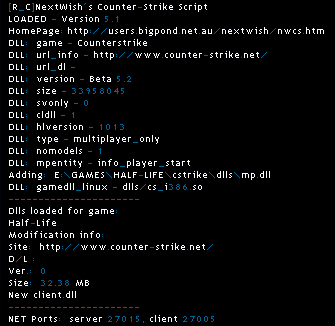 [R_C]NextWish's Counter-Strike Script
LOADED - Version 5.1
HomePage: http://users.bigpond.net.au/nextwish/nwcs.htm
DLL: game - Counterstrike
DLL: url_info - http://www.counter-strike.net/
DLL: url_dl -
DLL: version - Beta 5.2
DLL: size - 33958045
DLL: svonly - 0
DLL: cldll - 1
DLL: hlversion - 1013
DLL: type - multiplayer_only
DLL: nomodels - 1
DLL: mpentity - info_player_start
Adding: E:\GAMES\HALF-LIFE\cstrike\dlls\mp.dll
DLL: gamedll_linux - dlls/cs_i386.so
----------------------
Dlls loaded for game:
Half-Life
Modification info:
Site: http://www.counter-strike.net/
D/L :
Ver.: 0
Size: 32.38 MB
New client dll
----------------------
NET Ports: server 27015, client 27005